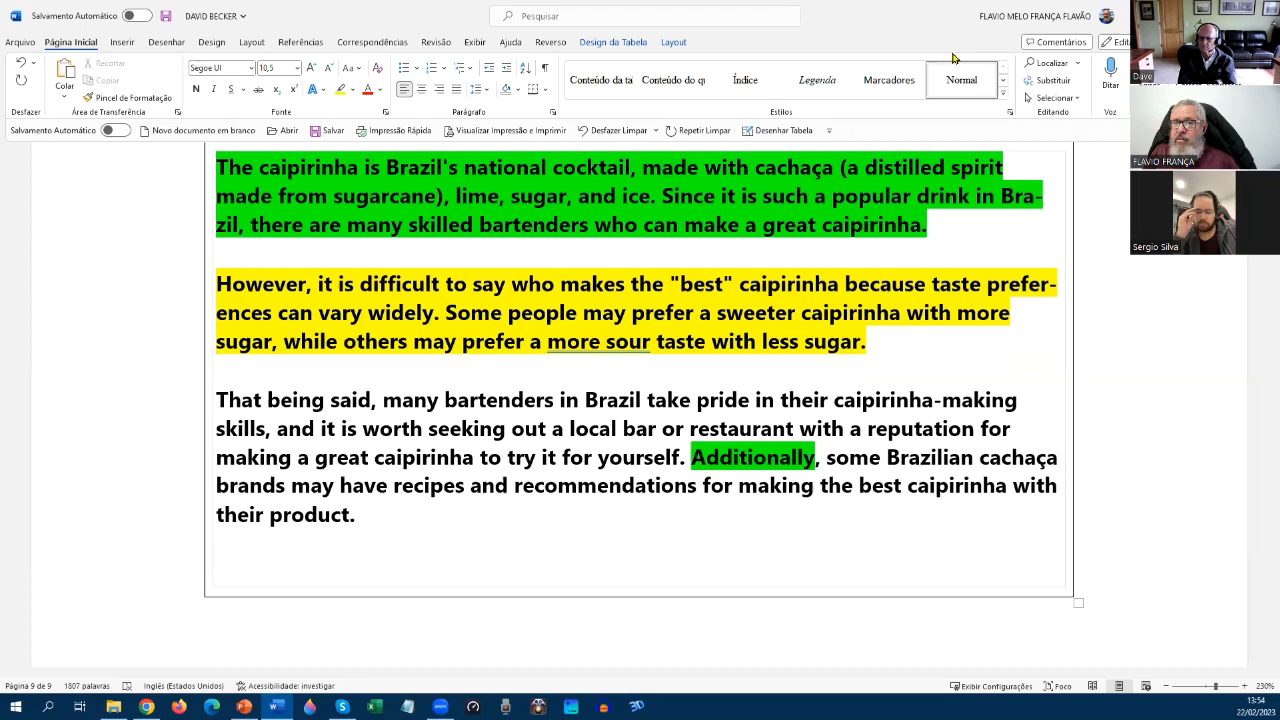 Salvamento Automático
DAVID BECKER
Pesquisar
FLAVIO MELO FRANÇA FLAVÃO
Arquivo Página Inicial Inserir Desenhar Design Layout Referências Correspondências Revisão Exibir Ajuda Revero Design da Tabela Layout
Comentários
Colar
Recortar
Copiar
Pincel de Formatação
Segoe UI 10,5
Conteúdo da ta Conteúdo do qu Índice Legenda Marcadores Normal
Localizar
Substituir
Selecionar
Ditar
Desfazer Área de Transferência Fonte Parágrafo Estilos Editando Voz
Salvamento Automático Novo documento em branco Abrir Salvar Impressão Rápida Visualizar Impressão e Imprimir Desfazer Limpar Repetir Limpar Desenhar Tabela
Dave
FLAVIO FRANÇA
Sergio Silva
The caipirinha is Brazil's national cocktail, made with cachaça (a distilled spirit
made from sugarcane), lime, sugar, and ice. Since it is such a popular drink in Bra-
zil, there are many skilled bartenders who can make a great caipirinha.
However, it is difficult to say who makes the "best" caipirinha because taste prefer-
ences can vary widely. Some people may prefer a sweeter caipirinha with more
sugar, while others may prefer a more sour taste with less sugar.
That being said, many bartenders in Brazil take pride in their caipirinha-making
skills, and it is worth seeking out a local bar or restaurant with a reputation for
making a great caipirinha to try it for yourself. Additionally, some Brazilian cachaça
brands may have recipes and recommendations for making the best caipirinha with
their product.
Página 9 de 9 1807 palavras Inglês (Estados Unidos) Acessibilidade: investigar Exibir Configurações Foco 230%
13:54
22/02/2023